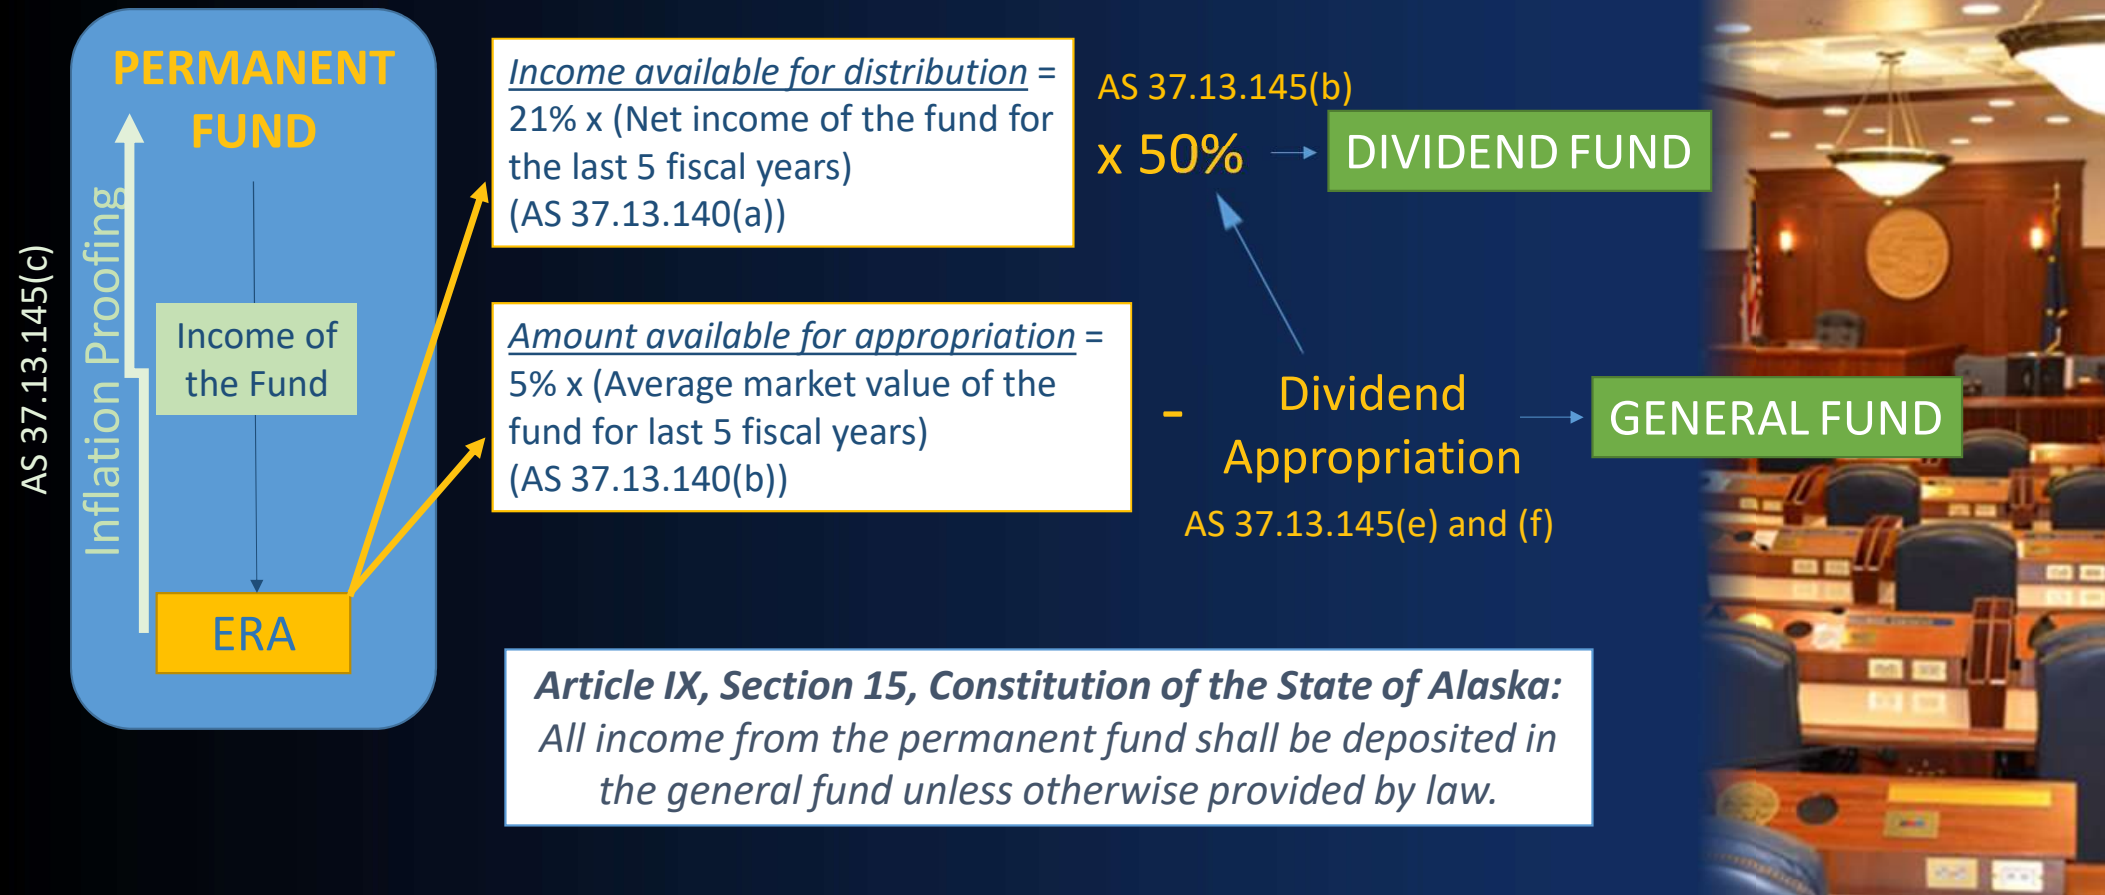 PERMANENT
FUND
AS 37.13.145(c)
Inflation Proofing
Income of
the Fund
ERA
Income available for distribution =
21% x (Net income of the fund for
the last 5 fiscal years)
(AS 37.13.140(a))
AS 37.13.145(b)
x 50%
DIVIDEND FUND
Amount available for appropriation =
5% x (Average market value of the
fund for last 5 fiscal years)
(AS 37.13.140(b))
-
Dividend
Appropriation
AS 37.13.145(e) and (f)
GENERAL FUND
Article IX, Section 15, Constitution of the State of Alaska:
All income from the permanent fund shall be deposited in
the general fund unless otherwise provided by law.